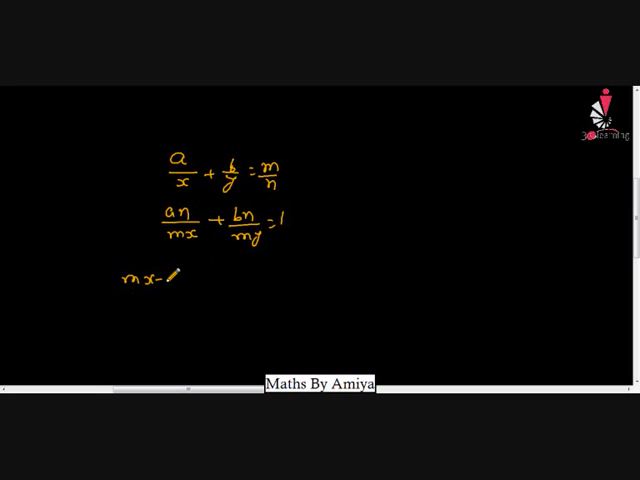 a/x + b/y = m/n
an/mx + bn/my = 1
mx-
Maths By Amiya